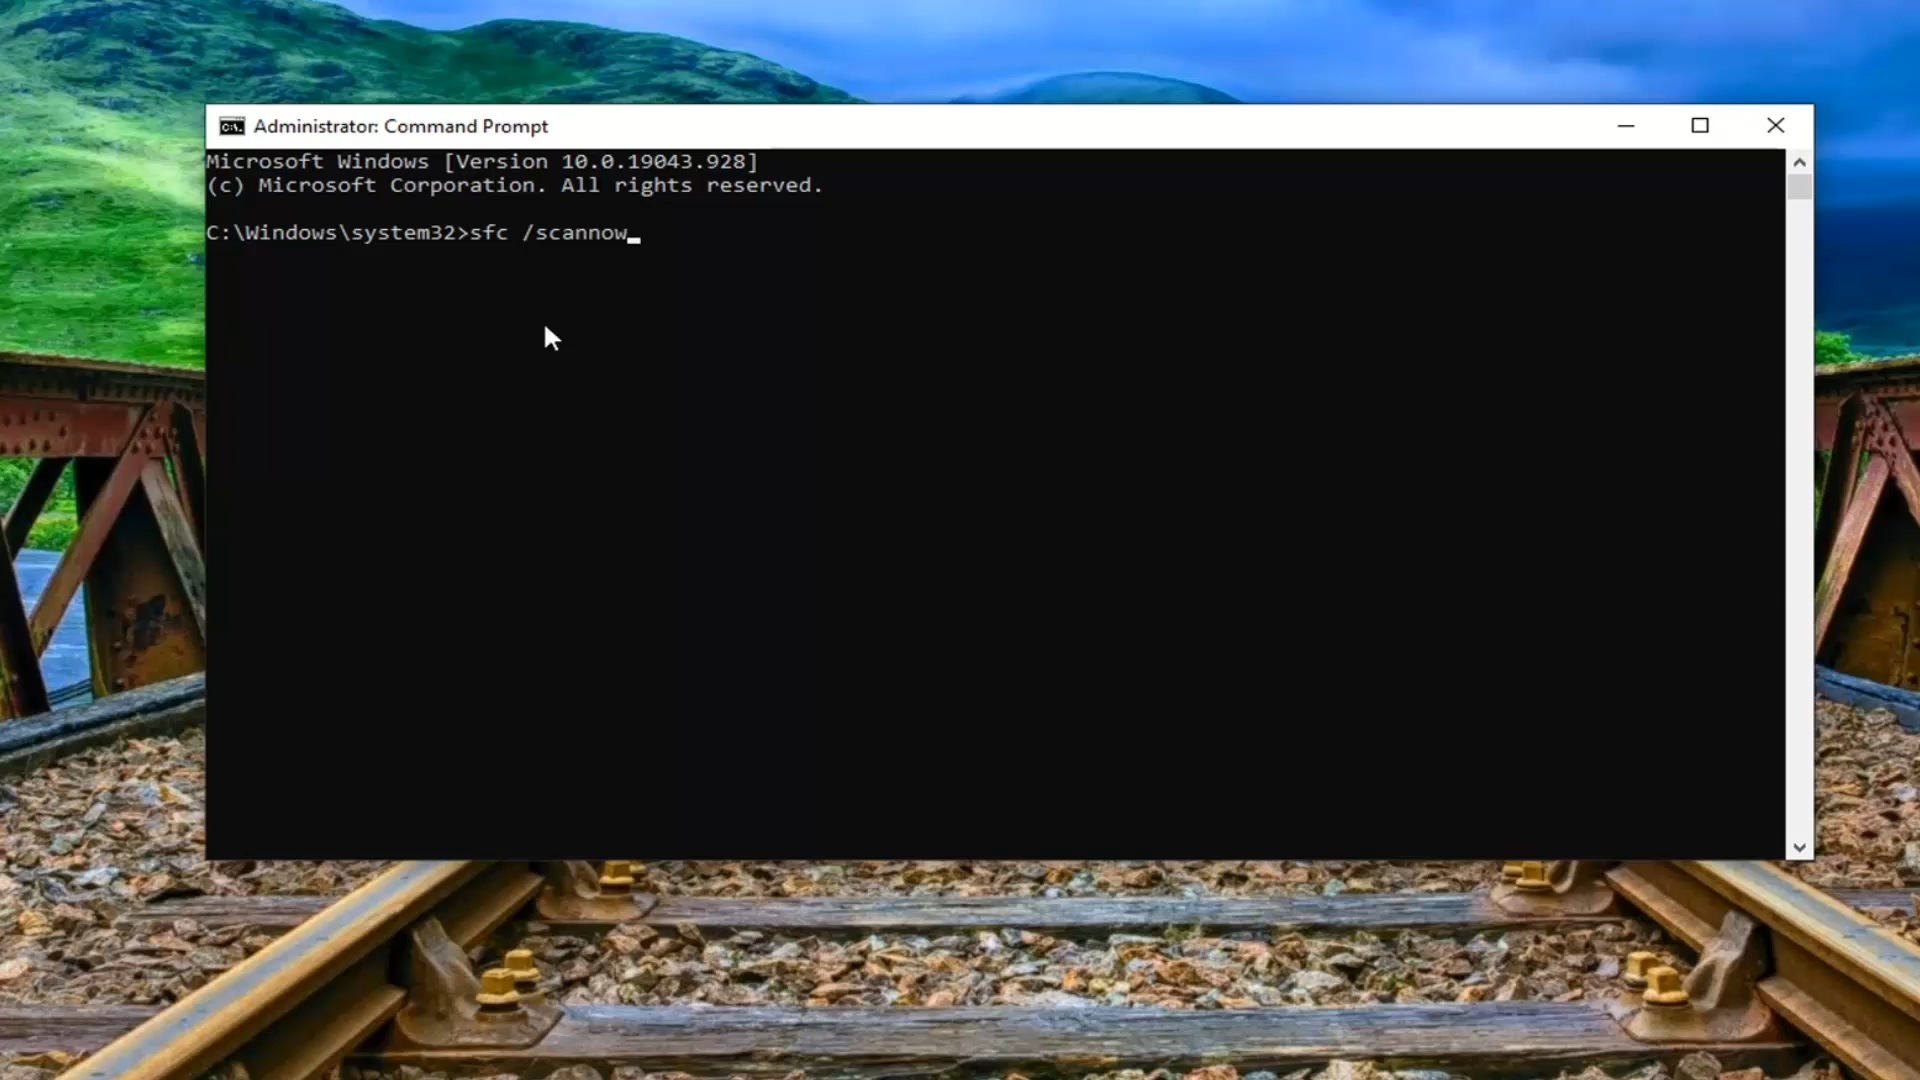 Administrator: Command Prompt
Microsoft Windows [Version 10.0.19043.928]
(c) Microsoft Corporation. All rights reserved.
C:\Windows\system32>sfc /scannow